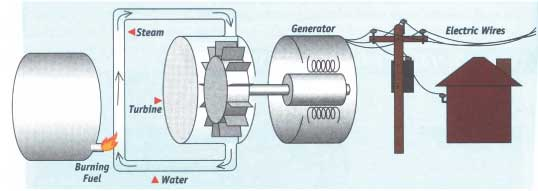 Steam
Generator
Electric Wires
Turbine
Burning
Fuel
Water